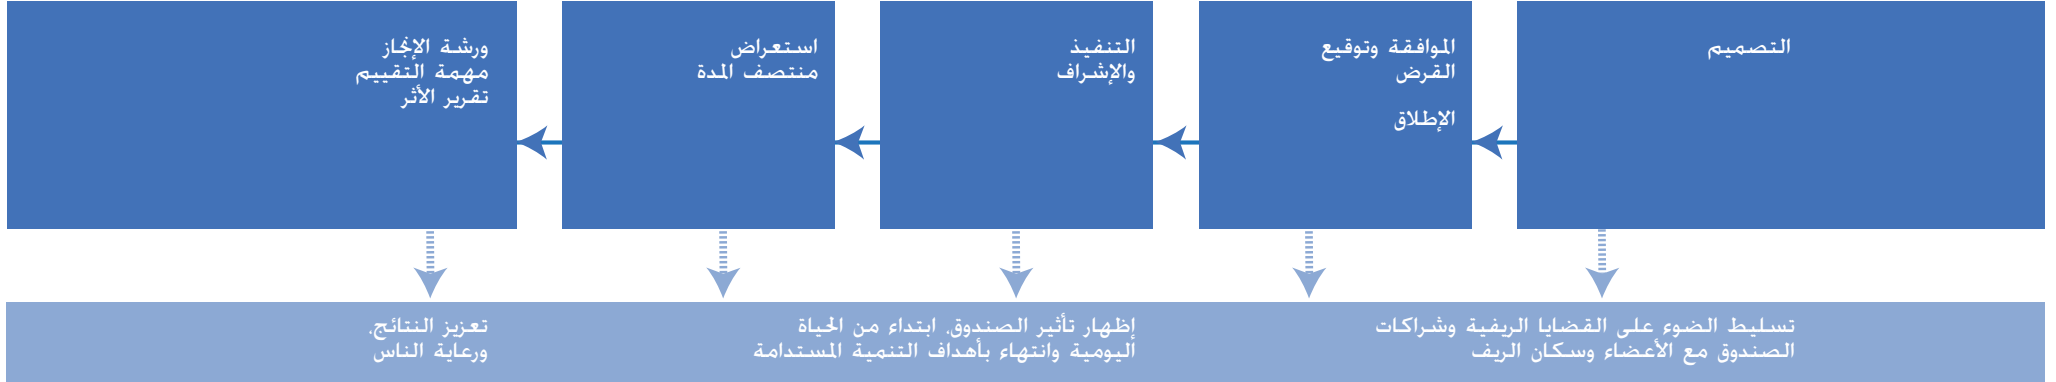 التصميم
الموافقة وتوقيع
القرض
الإطلاق
التنفيذ
والإشراف
استعراض
منتصف المدة
ورشة الإنجاز
مهمة التقييم
تقرير الأثر
تسليط الضوء على القضايا الريفية وشراكات
الصندوق مع الأعضاء وسكان الريف
إظهار تأثير الصندوق، ابتداء من الحياة
اليومية وانتهاء بأهداف التنمية المستدامة
تعزيز النتائج،
ورعاية الناس